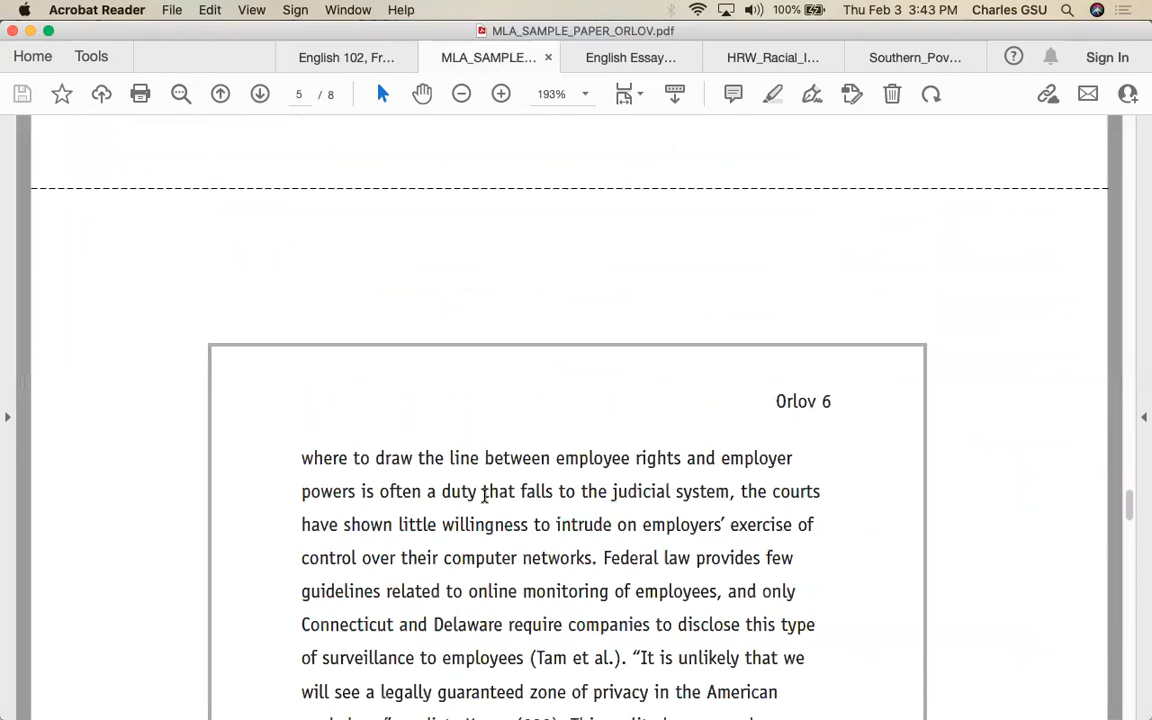 Acrobat Reader File Edit View Sign Window Help 100% Thu Feb 3 3:43 PM Charles GSU
MLA_SAMPLE_PAPER_ORLOV.pdf
Home Tools English 102, Fr... MLA_SAMPLE... × English Essay... HRW_Racial_I... Southern_Pov... Sign In
5 / 8 193%
Orlov 6
where to draw the line between employee rights and employer
powers is often a duty that falls to the judicial system, the courts
have shown little willingness to intrude on employers’ exercise of
control over their computer networks. Federal law provides few
guidelines related to online monitoring of employees, and only
Connecticut and Delaware require companies to disclose this type
of surveillance to employees (Tam et al.). “It is unlikely that we
will see a legally guaranteed zone of privacy in the American